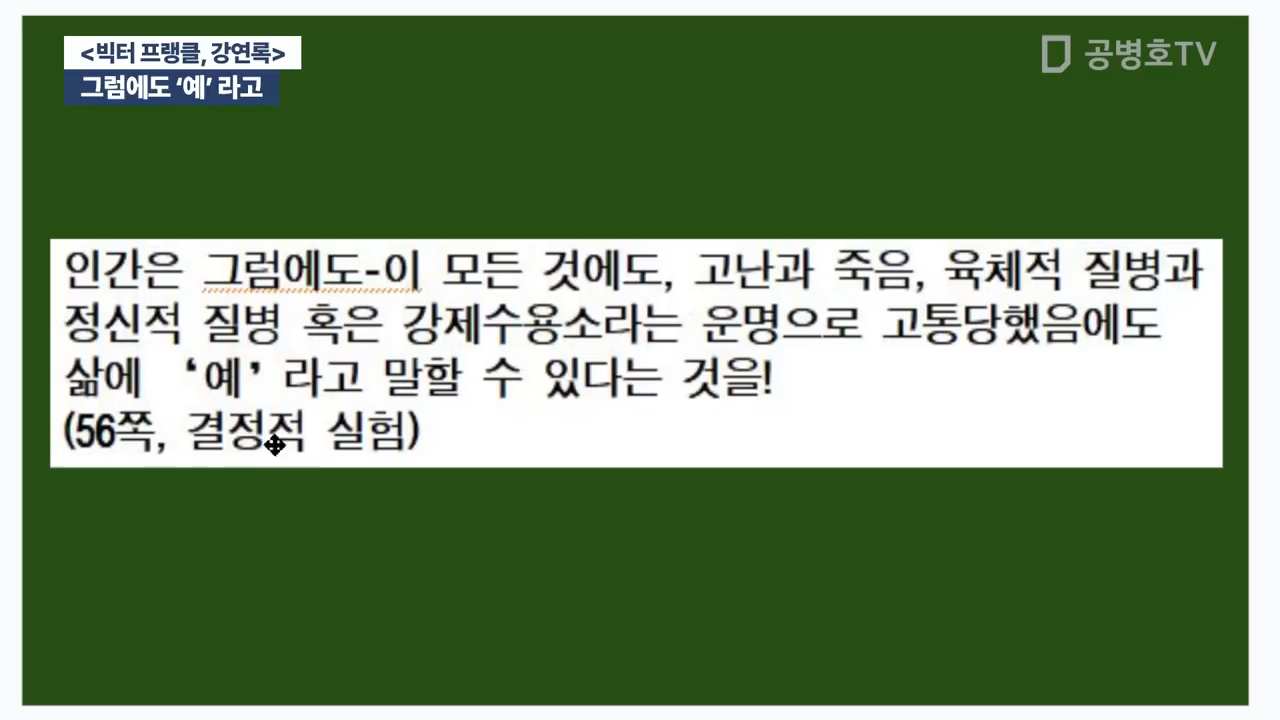 <빅터 프랭클, 강연록>
그럼에도 ‘예’ 라고
공병호TV
인간은 그럼에도-이 모든 것에도, 고난과 죽음, 육체적 질병과
정신적 질병 혹은 강제수용소라는 운명으로 고통당했음에도
삶에 ‘예’ 라고 말할 수 있다는 것을!
(56쪽, 결정적 실험)